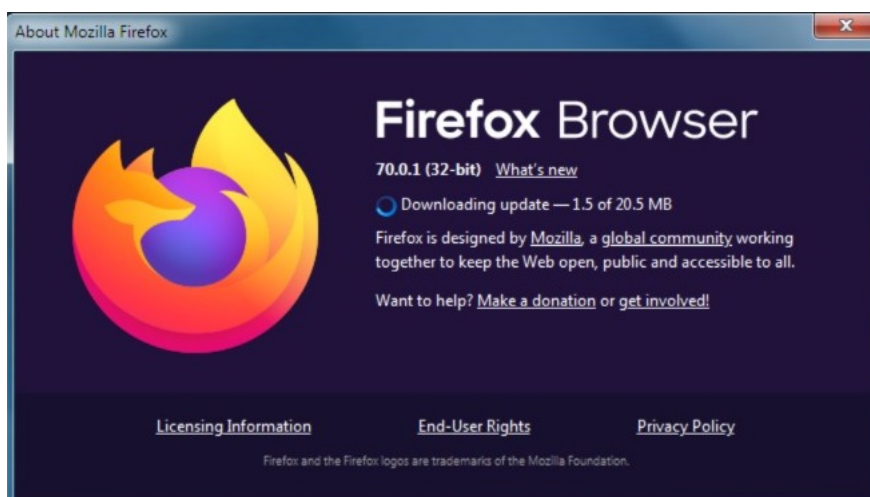 About Mozilla Firefox
Firefox Browser
70.0.1 (32-bit) What's new
Downloading update — 1.5 of 20.5 MB
Firefox is designed by Mozilla, a global community working
together to keep the Web open, public and accessible to all.
Want to help? Make a donation or get involved!
Licensing Information End-User Rights Privacy Policy
Firefox and the Firefox logos are trademarks of the Mozilla Foundation.